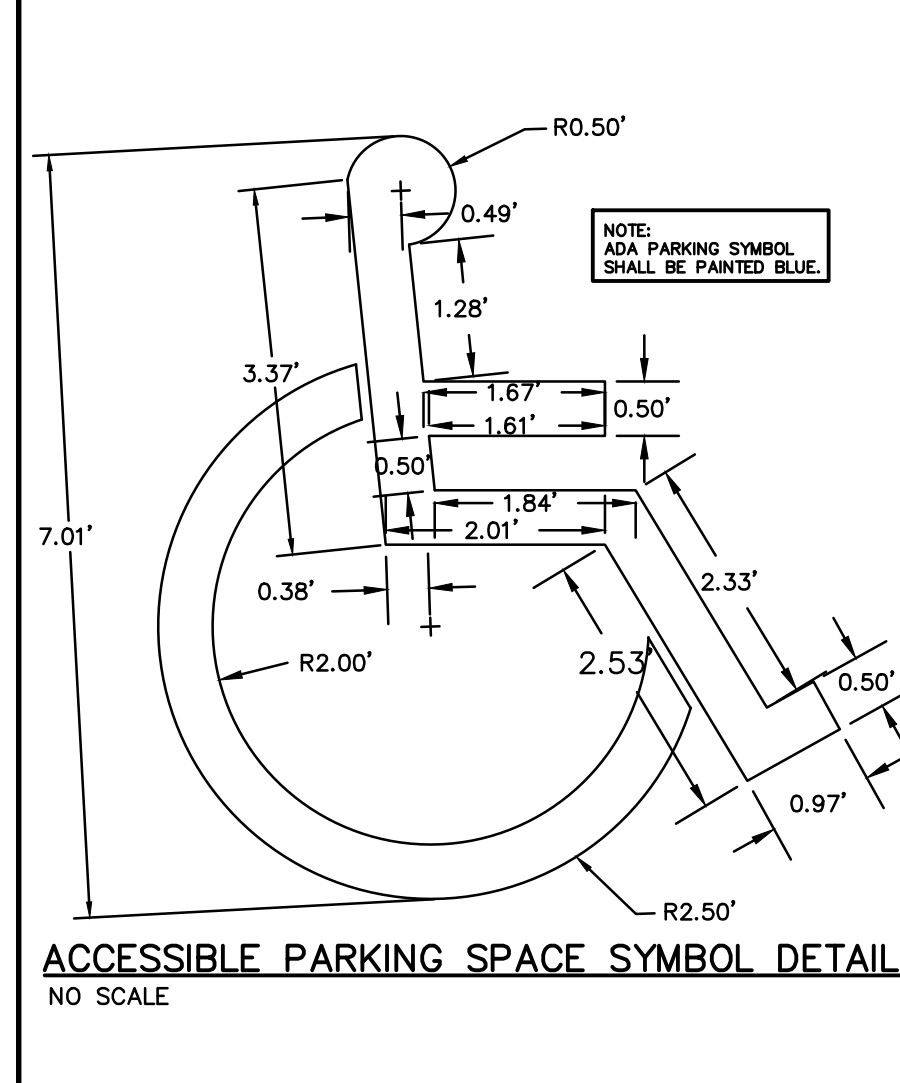 R0.50'
0.49'
NOTE:
ADA PARKING SYMBOL
SHALL BE PAINTED BLUE.
1.28'
3.37'
1.67'
0.50'
1.61'
0.50'
1.84'
2.01'
7.01'
2.33'
0.38'
R2.00'
2.53'
0.50'
0.97'
R2.50'
ACCESSIBLE PARKING SPACE SYMBOL DETAIL
NO SCALE